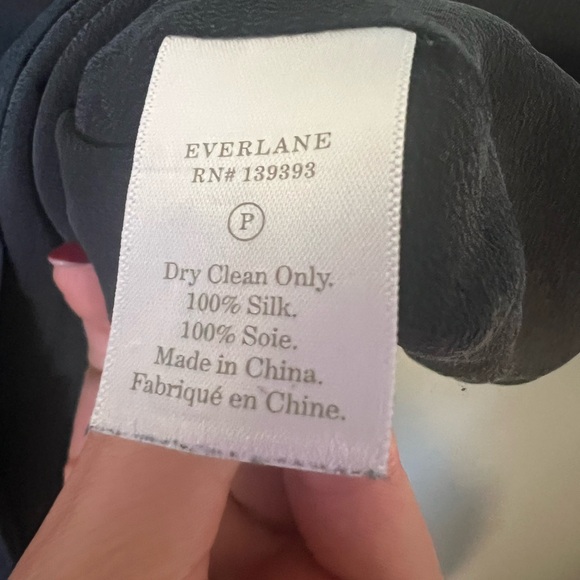 EVERLANE
RN# 139393
P
Dry Clean Only.
100% Silk.
100% Soie.
Made in China.
Fabriqué en Chine.